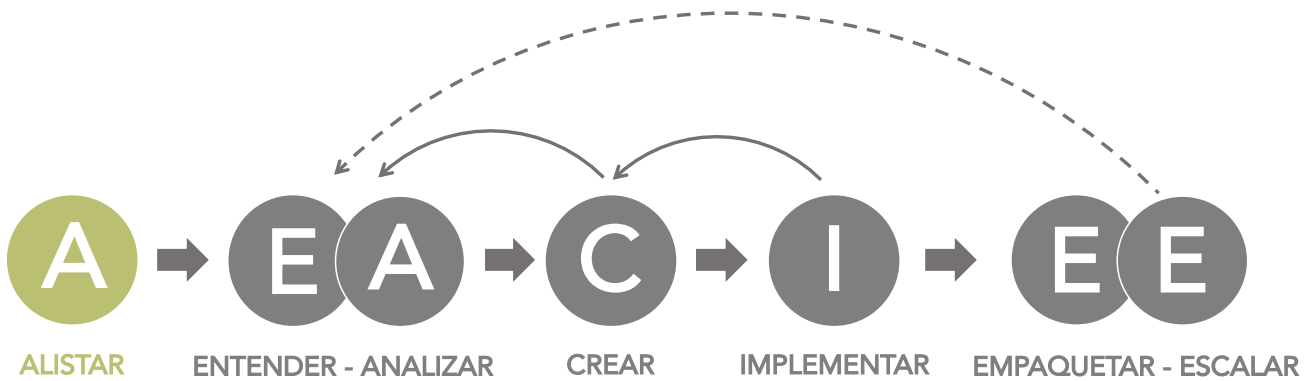 A E A C I E E
ALISTAR ENTENDER - ANALIZAR CREAR IMPLEMENTAR EMPAQUETAR - ESCALAR